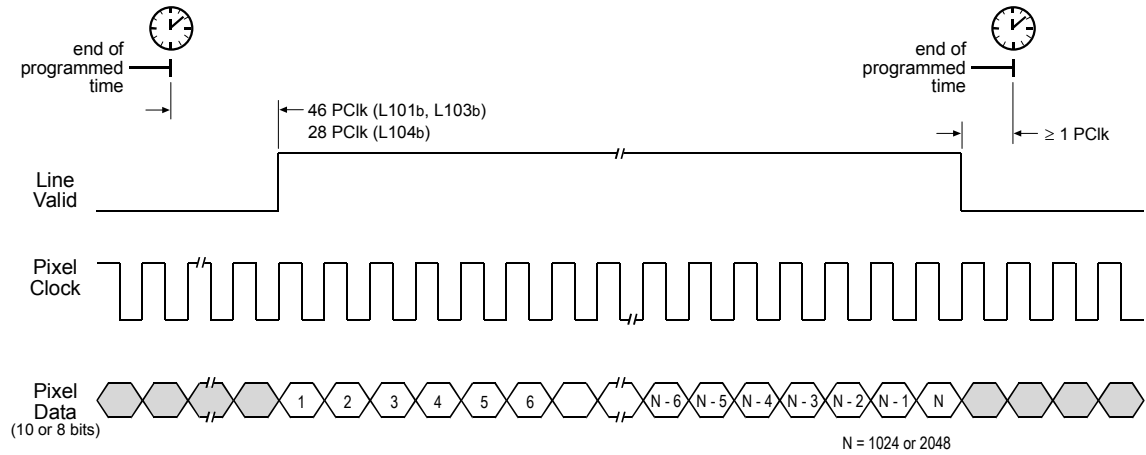 end of
programmed
time
end of
programmed
time
46 PClk (L101b, L103b)
28 PClk (L104b)
≥ 1 PClk
Line
Valid
Pixel
Clock
Pixel
Data
(10 or 8 bits)
1 2 3 4 5 6 N - 6 N - 5 N - 4 N - 3 N - 2 N - 1 N
N = 1024 or 2048